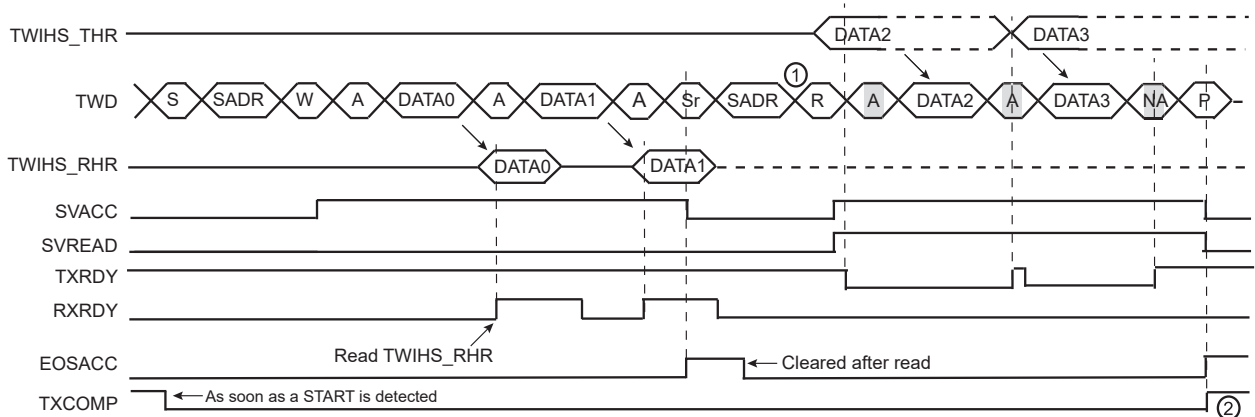 TWIHS_THR DATA2 DATA3
①
TWD S SADR W A DATA0 A DATA1 A Sr SADR R A DATA2 A DATA3 NA P
TWIHS_RHR DATA0 DATA1
SVACC
SVREAD
TXRDY
RXRDY
Read TWIHS_RHR
EOSACC Cleared after read
As soon as a START is detected
TXCOMP ②